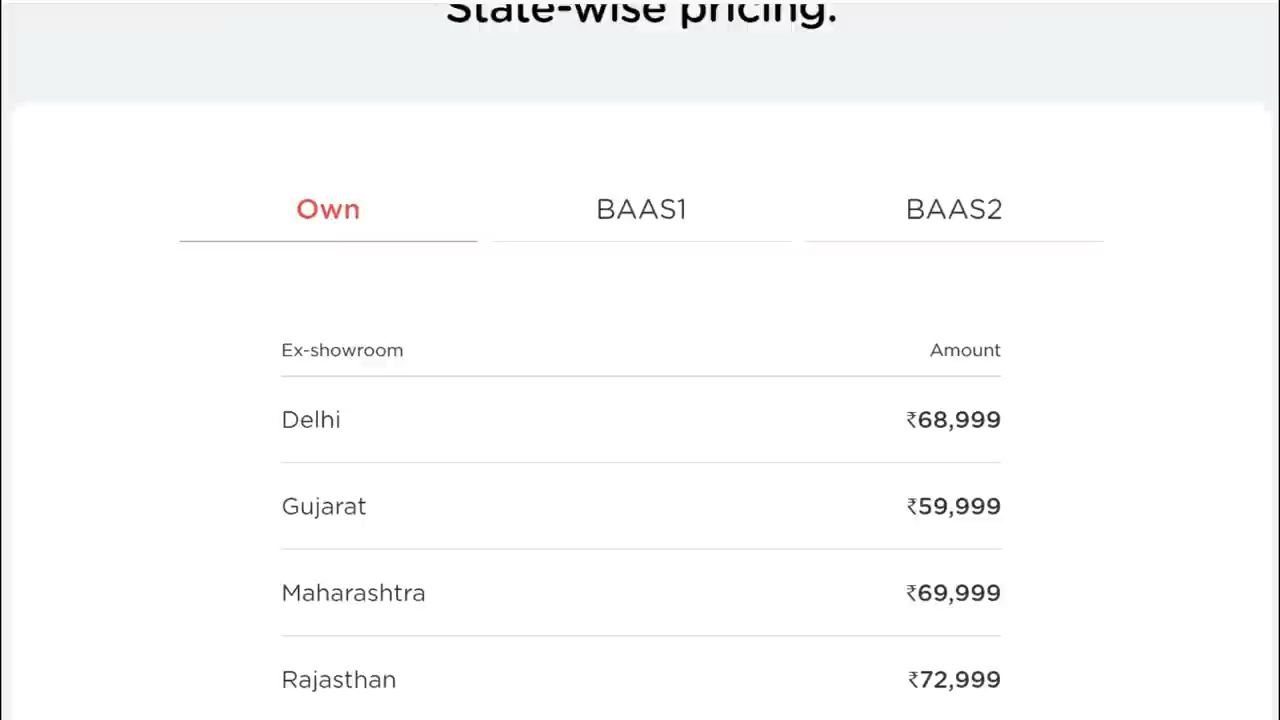 State-wise pricing.
Own BAAS1 BAAS2
Ex-showroom Amount
Delhi ₹68,999
Gujarat ₹59,999
Maharashtra ₹69,999
Rajasthan ₹72,999